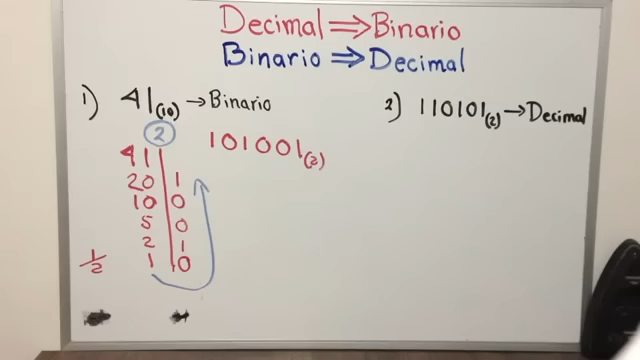 Decimal ⇒ Binario
Binario ⇒ Decimal
1) 41(10) → Binario
2
101001(2)
41
20 1
10 0
5 0
2 1
1 0
1/2
2) 110101(2) → Decimal